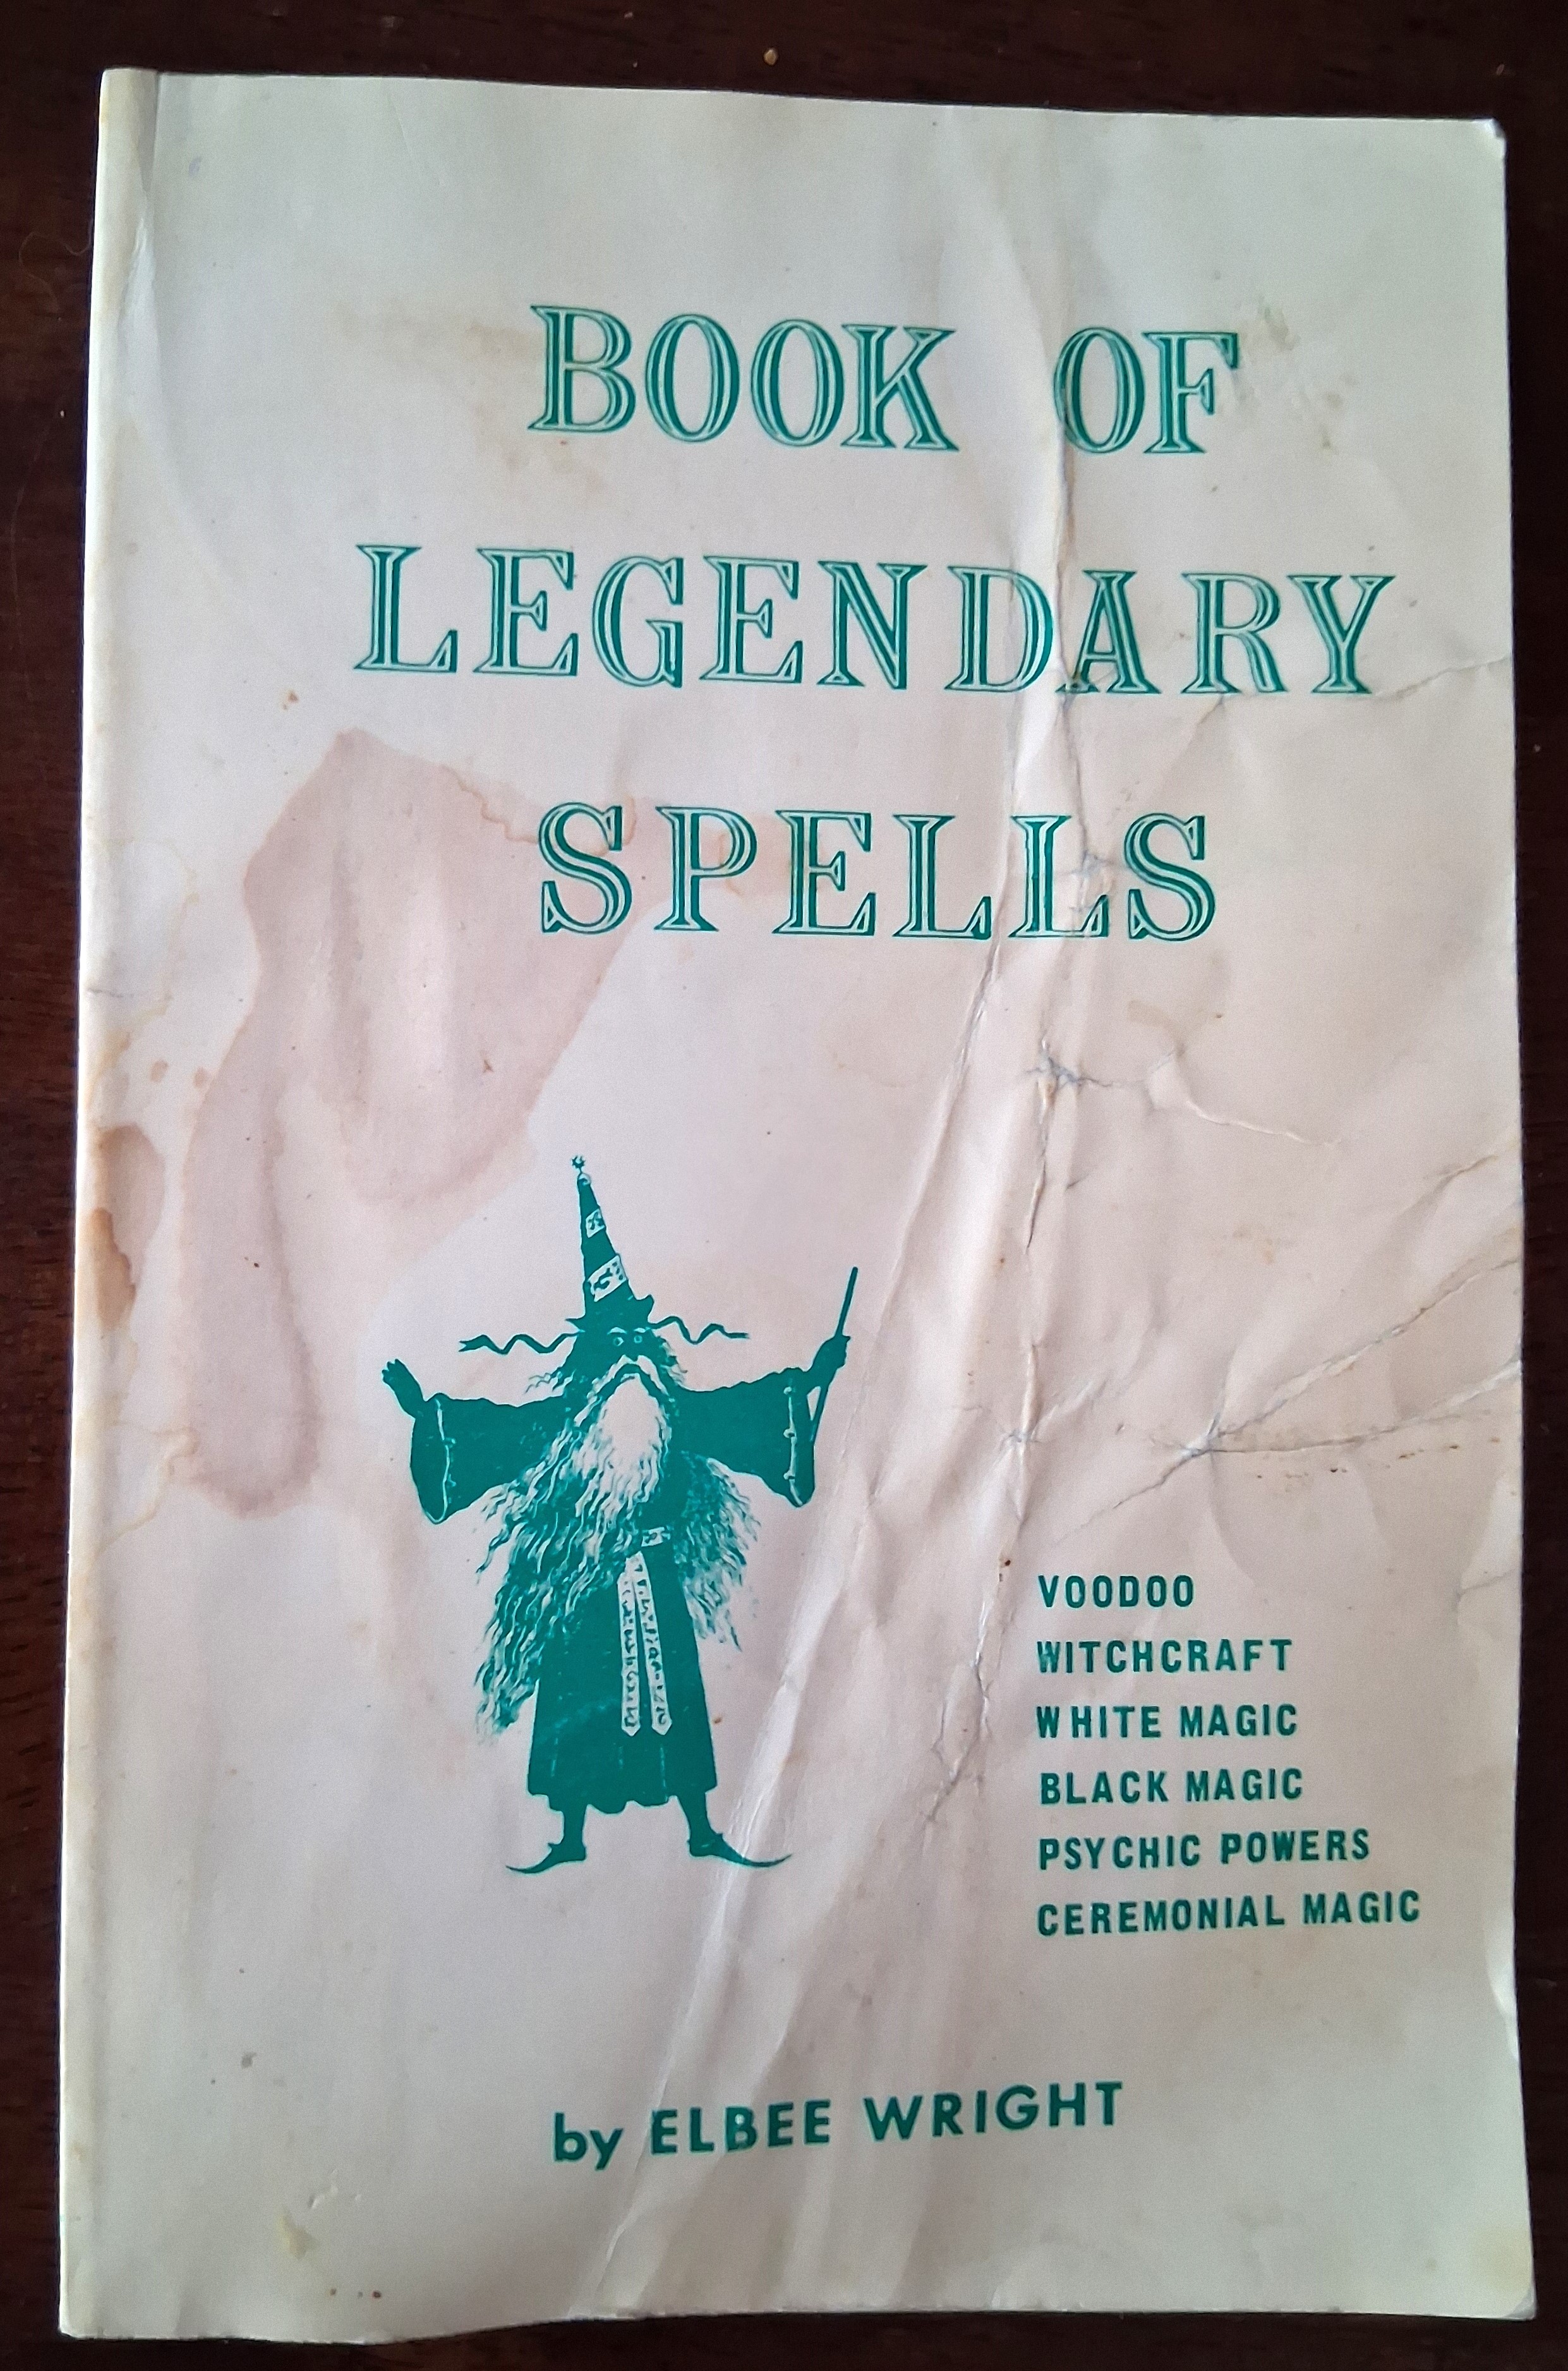 BOOK OF
LEGENDARY
SPELLS
VOODOO
WITCHCRAFT
WHITE MAGIC
BLACK MAGIC
PSYCHIC POWERS
CEREMONIAL MAGIC
by ELBEE WRIGHT